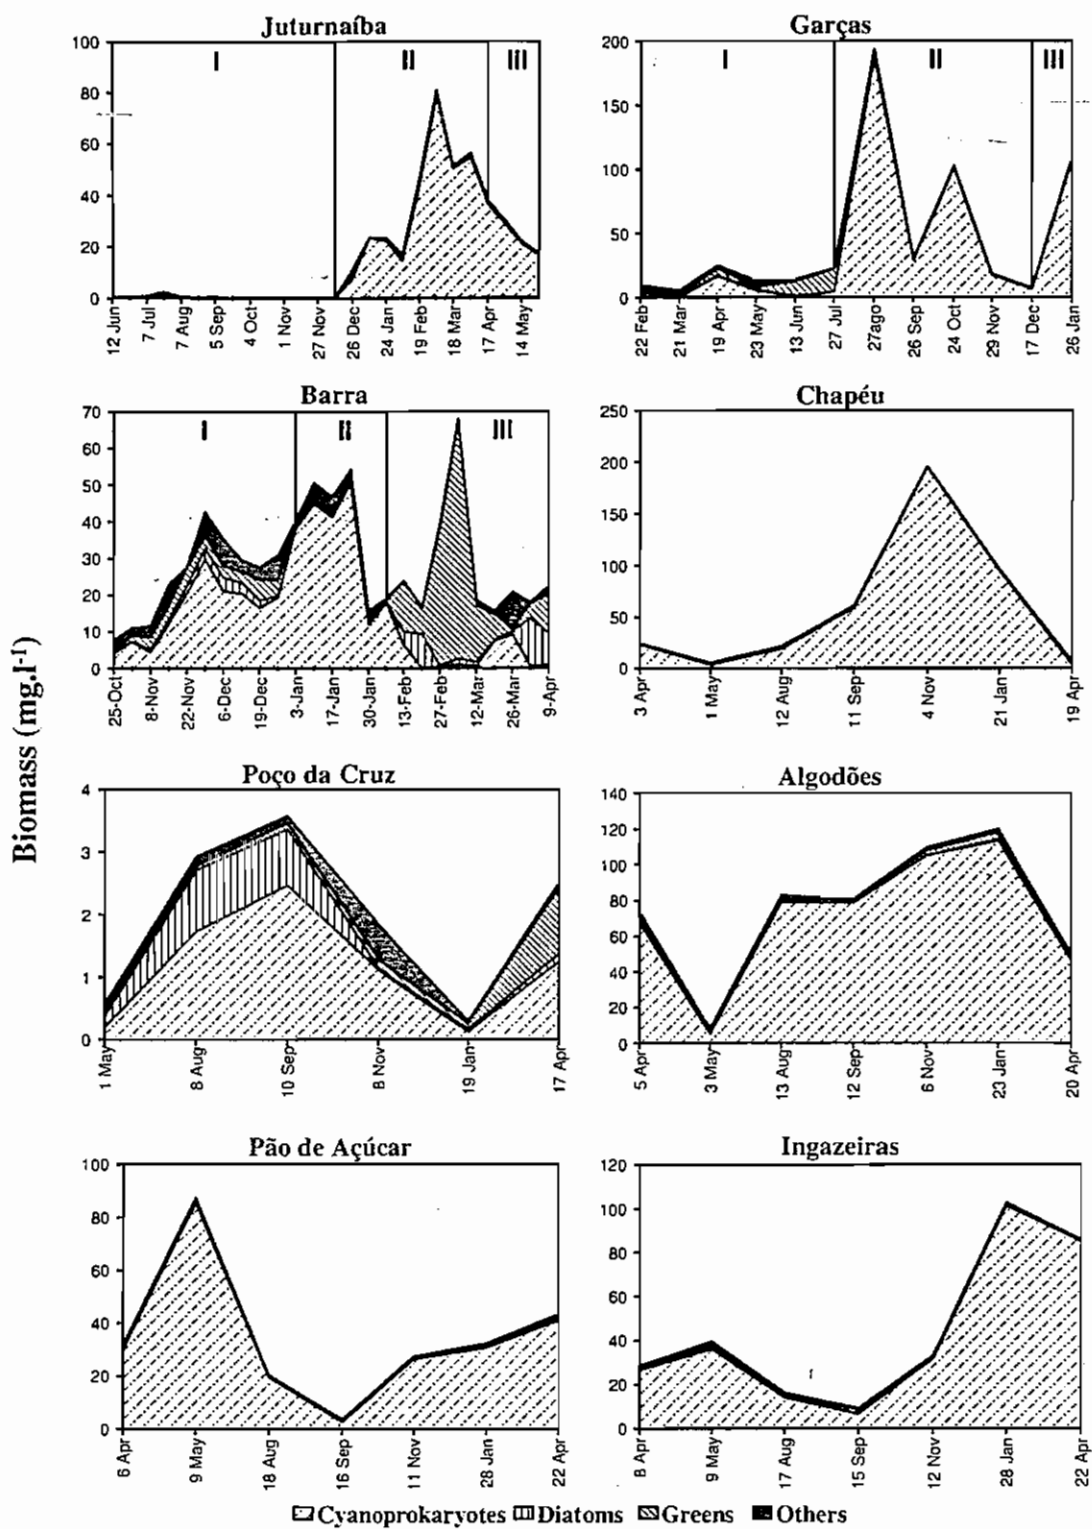 Juturnaíba
100
80
60
40
20
0
I
II
III
12 Jun
7 Jul
7 Aug
5 Sep
4 Oct
1 Nov
27 Nov
26 Dec
24 Jan
19 Feb
18 Mar
17 Apr
14 May
Garças
200
150
100
50
0
I
II
III
22 Feb
21 Mar
19 Apr
23 May
13 Jun
27 Jul
27ago
26 Sep
24 Oct
29 Nov
17 Dec
26 Jan
Barra
70
60
50
40
30
20
10
0
I
II
III
25-Oct
8-Nov
22-Nov
6-Dec
19-Dec
3-Jan
17-Jan
30-Jan
13-Feb
27-Feb
12-Mar
26-Mar
9-Apr
Chapéu
250
200
150
100
50
0
3 Apr
1 May
12 Aug
11 Sep
4 Nov
21 Jan
19 Apr
Biomass (mg.l-1)
Poço da Cruz
4
3
2
1
0
1 May
8 Aug
10 Sep
8 Nov
19 Jan
17 Apr
Algodões
140
120
100
80
60
40
20
0
5 Apr
3 May
13 Aug
12 Sep
6 Nov
23 Jan
20 Apr
Pão de Açúcar
100
80
60
40
20
0
6 Apr
9 May
18 Aug
16 Sep
11 Nov
28 Jan
22 Apr
Ingazeiras
120
100
80
60
40
20
0
8 Apr
9 May
17 Aug
15 Sep
12 Nov
28 Jan
22 Apr
Cyanoprokaryotes Diatoms Greens Others